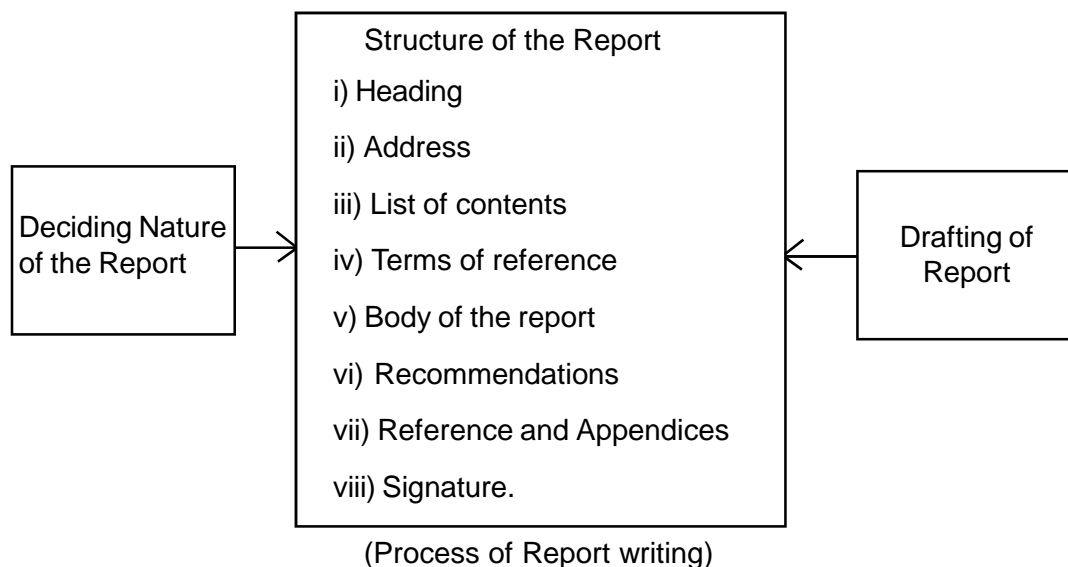 Structure of the Report
i) Heading
ii) Address
iii) List of contents
iv) Terms of reference
v) Body of the report
vi) Recommendations
vii) Reference and Appendices
viii) Signature.
Deciding Nature
of the Report
Drafting of
Report
(Process of Report writing)